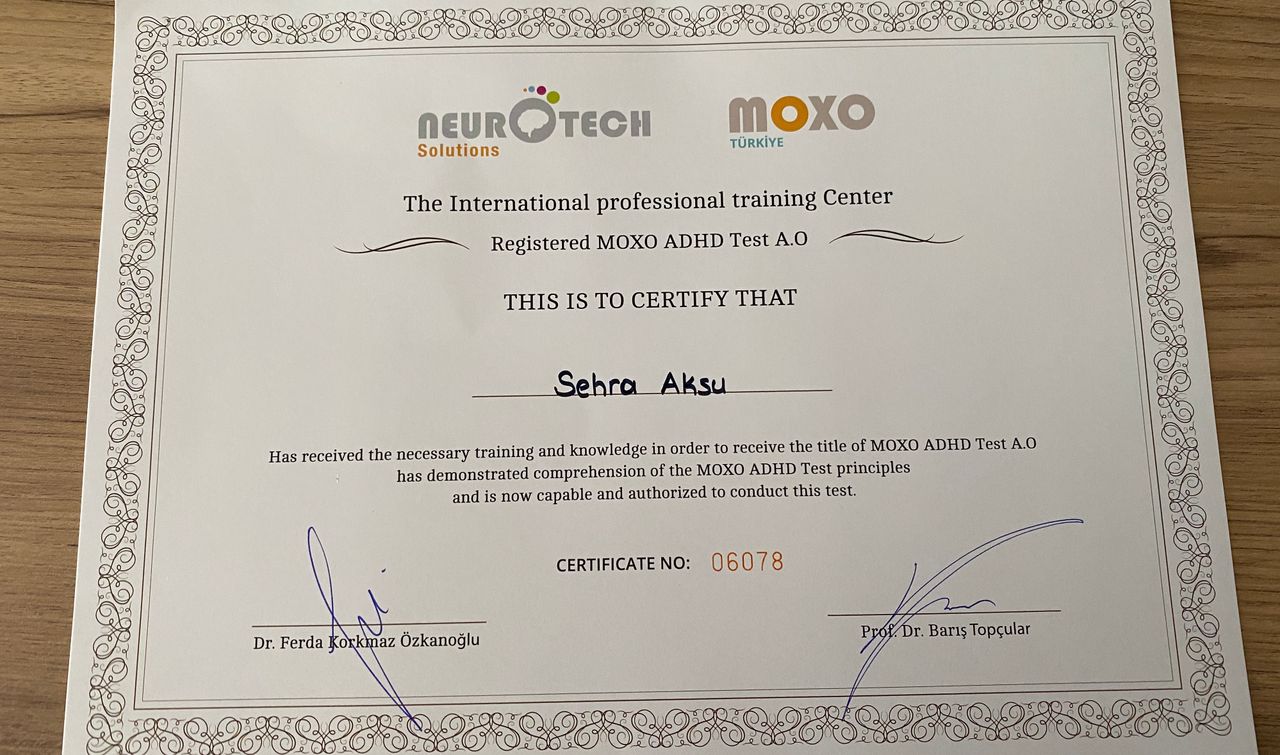 NEUROTECH
Solutions
MOXO
TÜRKİYE
The International professional training Center
Registered MOXO ADHD Test A.O
THIS IS TO CERTIFY THAT
Sehra Aksu
Has received the necessary training and knowledge in order to receive the title of MOXO ADHD Test A.O
has demonstrated comprehension of the MOXO ADHD Test principles
and is now capable and authorized to conduct this test.
CERTIFICATE NO: 06078
Dr. Ferda Korkmaz Özkanoğlu
Prof. Dr. Barış Topçular